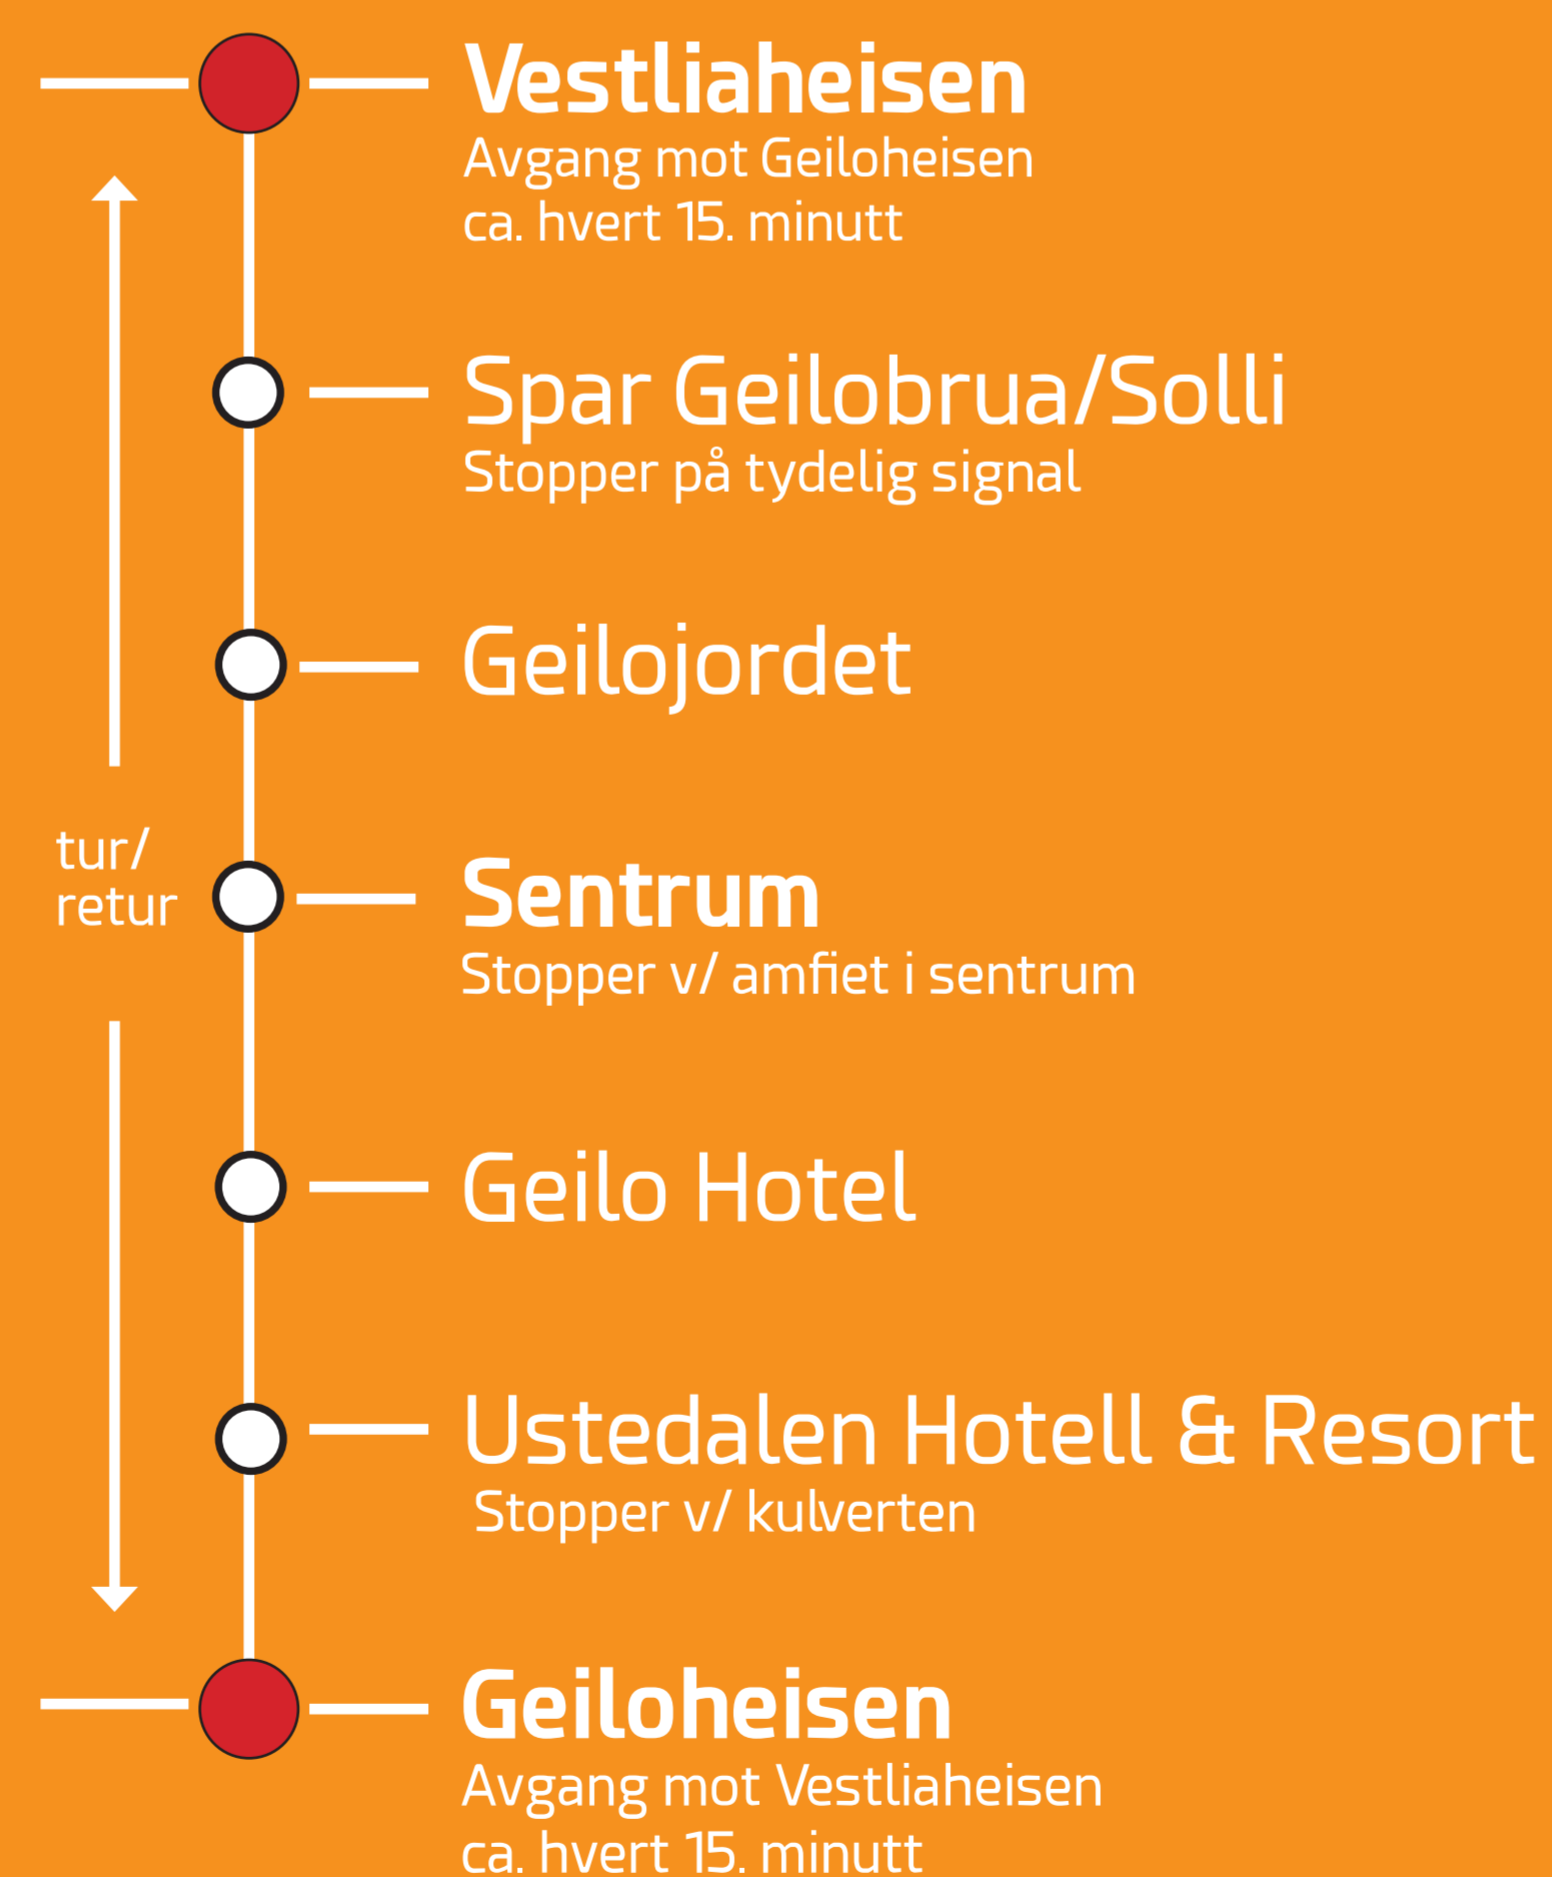 Vestliaheisen
Avgang mot Geiloheisen
ca. hvert 15. minutt
Spar Geilobrua/Solli
Stopper på tydelig signal
Geilojordet
tur/
retur
Sentrum
Stopper v/ amfiet i sentrum
Geilo Hotel
Ustedalen Hotell & Resort
Stopper v/ kulverten
Geiloheisen
Avgang mot Vestliaheisen
ca. hvert 15. minutt